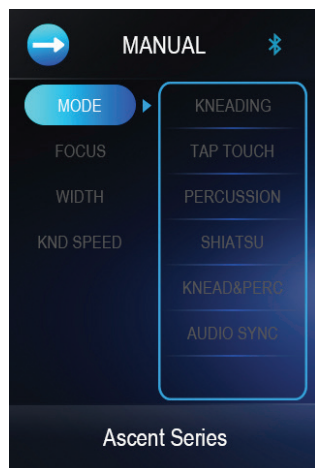 MANUAL
MODE
FOCUS
WIDTH
KND SPEED
KNEADING
TAP TOUCH
PERCUSSION
SHIATSU
KNEAD&PERC
AUDIO SYNC
Ascent Series